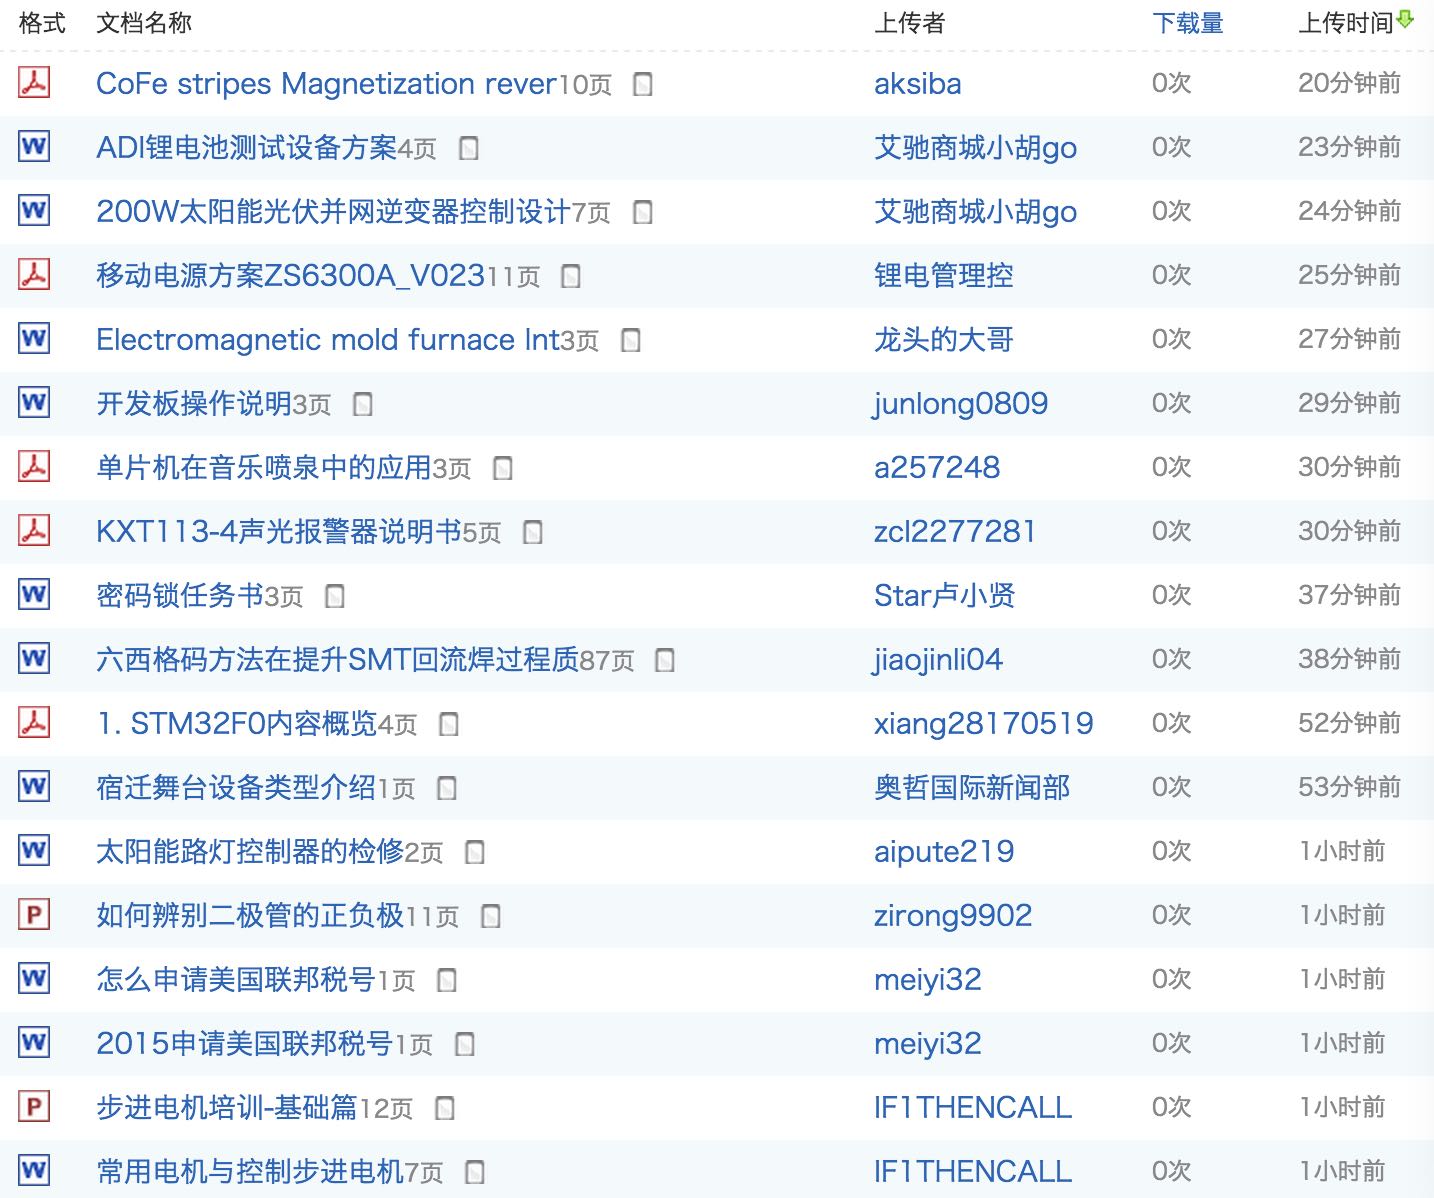 格式 文档名称 上传者 下载量 上传时间
CoFe stripes Magnetization rever10页 aksiba 0次 20分钟前
W ADI锂电池测试设备方案4页 艾驰商城小胡go 0次 23分钟前
W 200W太阳能光伏并网逆变器控制设计7页 艾驰商城小胡go 0次 24分钟前
移动电源方案ZS6300A_V02311页 锂电管理控 0次 25分钟前
W Electromagnetic mold furnace Int3页 龙头的大哥 0次 27分钟前
W 开发板操作说明3页 junlong0809 0次 29分钟前
单片机在音乐喷泉中的应用3页 a257248 0次 30分钟前
KXT113-4声光报警器说明书5页 zcl2277281 0次 30分钟前
W 密码锁任务书3页 Star卢小贤 0次 37分钟前
W 六西格码方法在提升SMT回流焊过程质87页 jiaojinli04 0次 38分钟前
1. STM32F0内容概览4页 xiang28170519 0次 52分钟前
W 宿迁舞台设备类型介绍1页 奥哲国际新闻部 0次 53分钟前
W 太阳能路灯控制器的检修2页 aipute219 0次 1小时前
P 如何辨别二极管的正负极11页 zirong9902 0次 1小时前
W 怎么申请美国联邦税号1页 meiyi32 0次 1小时前
W 2015申请美国联邦税号1页 meiyi32 0次 1小时前
P 步进电机培训-基础篇12页 IF1THENCALL 0次 1小时前
W 常用电机与控制步进电机7页 IF1THENCALL 0次 1小时前